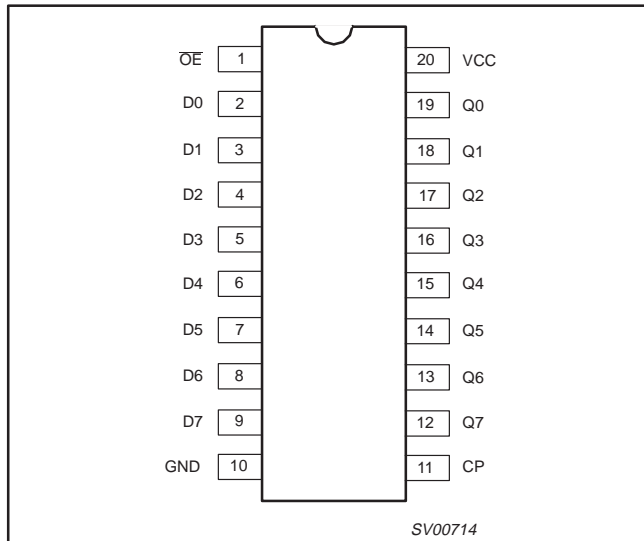 O̅E̅ 1 20 VCC
D0 2 19 Q0
D1 3 18 Q1
D2 4 17 Q2
D3 5 16 Q3
D4 6 15 Q4
D5 7 14 Q5
D6 8 13 Q6
D7 9 12 Q7
GND 10 11 CP
SV00714